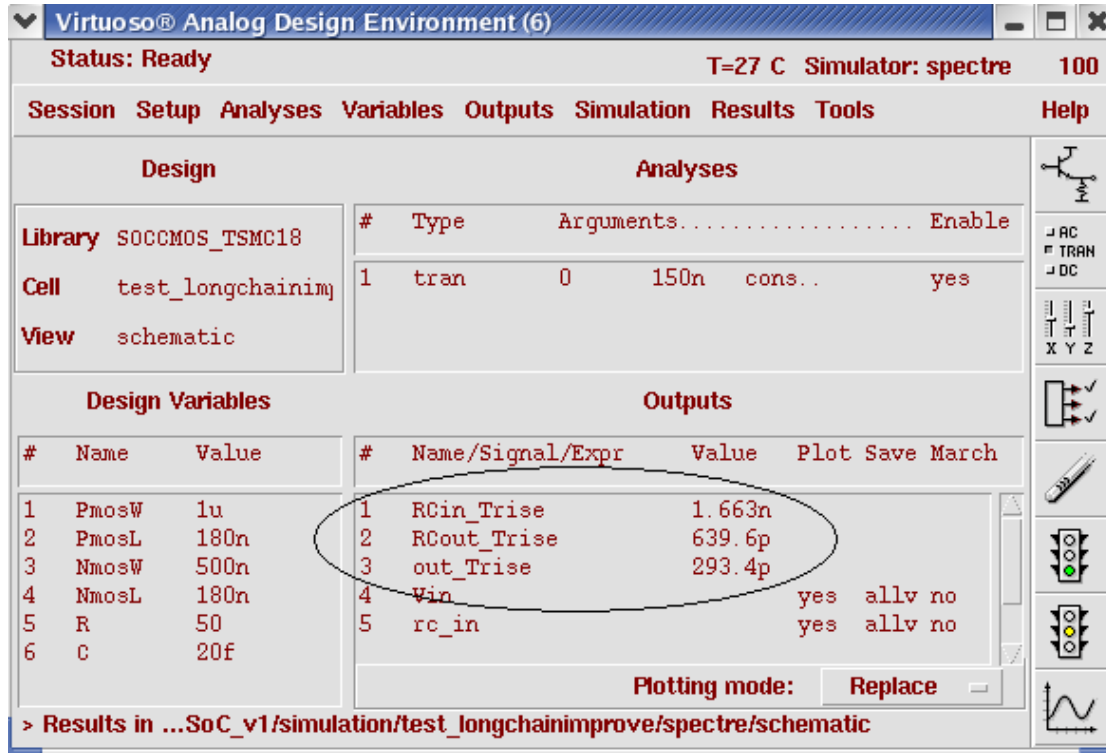 Virtuoso® Analog Design Environment (6)
Status: Ready T=27 C Simulator: spectre 100
Session Setup Analyses Variables Outputs Simulation Results Tools Help
Design
Library SOCCMOS_TSMC18
Cell test_longchainim
View schematic
Analyses
# Type Arguments................... Enable
1 tran 0 150n cons.. yes
Design Variables
# Name Value
1 PmosW 1u
2 PmosL 180n
3 NmosW 500n
4 NmosL 180n
5 R 50
6 C 20f
Outputs
# Name/Signal/Expr Value Plot Save March
1 RCin_Trise 1.663n
2 RCout_Trise 639.6p
3 out_Trise 293.4p
4 Vin yes allv no
5 rc_in yes allv no
Plotting mode: Replace
> Results in ...SoC_v1/simulation/test_longchainimprove/spectre/schematic
AC
TRAN
DC
X Y Z